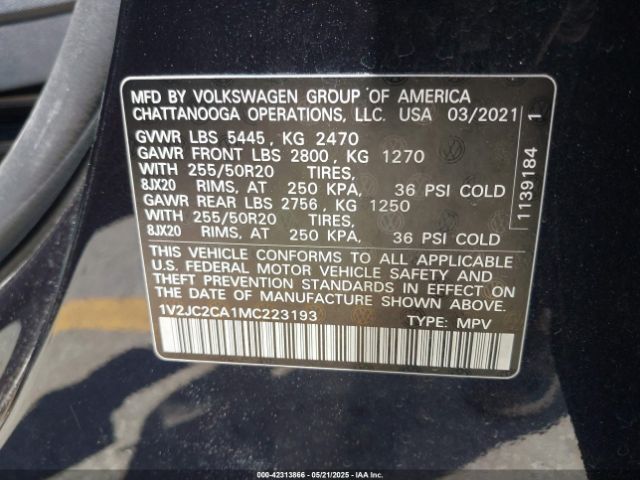 MFD BY VOLKSWAGEN GROUP OF AMERICA
CHATTANOOGA OPERATIONS, LLC. USA 03/2021
GVWR LBS 5445, KG 2470
GAWR FRONT LBS 2800, KG 1270
WITH 255/50R20 TIRES,
8JX20 RIMS, AT 250 KPA, 36 PSI COLD
GAWR REAR LBS 2756, KG 1250
WITH 255/50R20 TIRES,
8JX20 RIMS, AT 250 KPA, 36 PSI COLD
THIS VEHICLE CONFORMS TO ALL APPLICABLE
U.S. FEDERAL MOTOR VEHICLE SAFETY AND
THEFT PREVENTION STANDARDS IN EFFECT ON
THE DATE OF MANUFACTURE SHOWN ABOVE.
1V2JC2CA1MC223193 TYPE: MPV
1139184 1
000-42313866 - 05/21/2025 - IAA Inc.